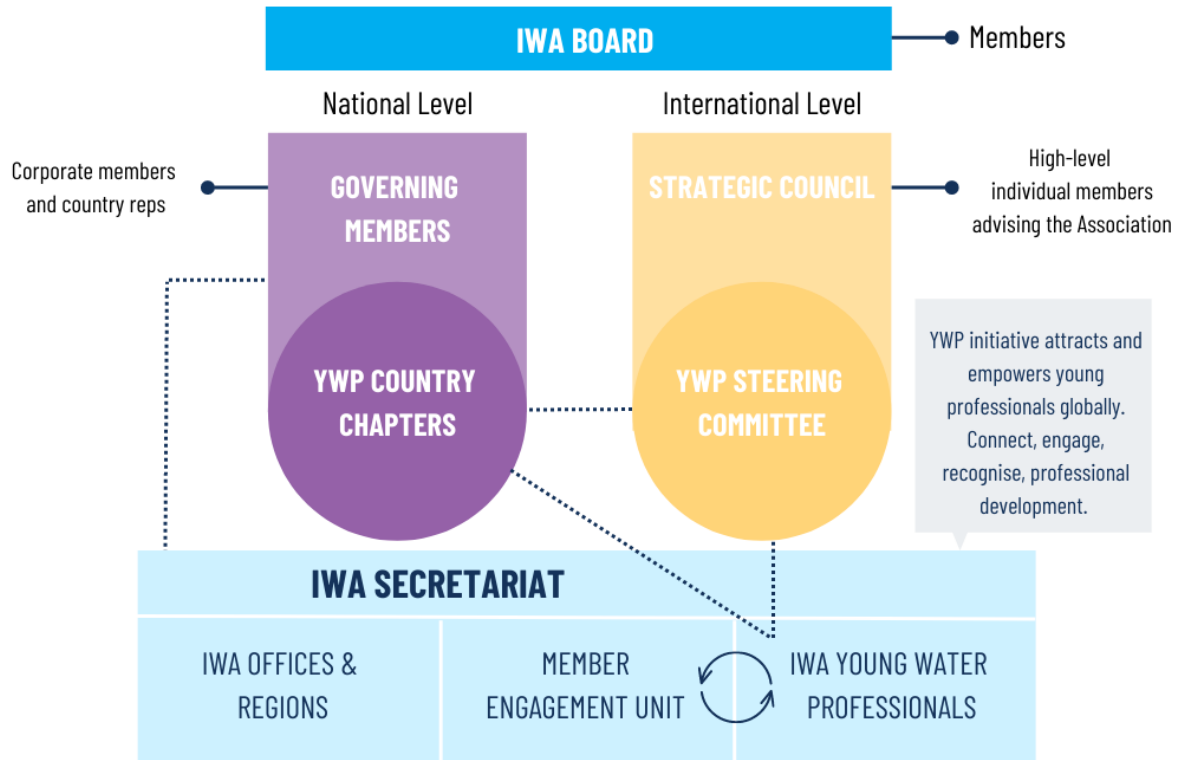 IWA BOARD
Members
National Level
International Level
Corporate members
and country reps
GOVERNING
MEMBERS
STRATEGIC COUNCIL
High-level
individual members
advising the Association
YWP COUNTRY
CHAPTERS
YWP STEERING
COMMITTEE
YWP initiative attracts and
empowers young
professionals globally.
Connect, engage,
recognise, professional
development.
IWA SECRETARIAT
IWA OFFICES &
REGIONS
MEMBER
ENGAGEMENT UNIT
IWA YOUNG WATER
PROFESSIONALS